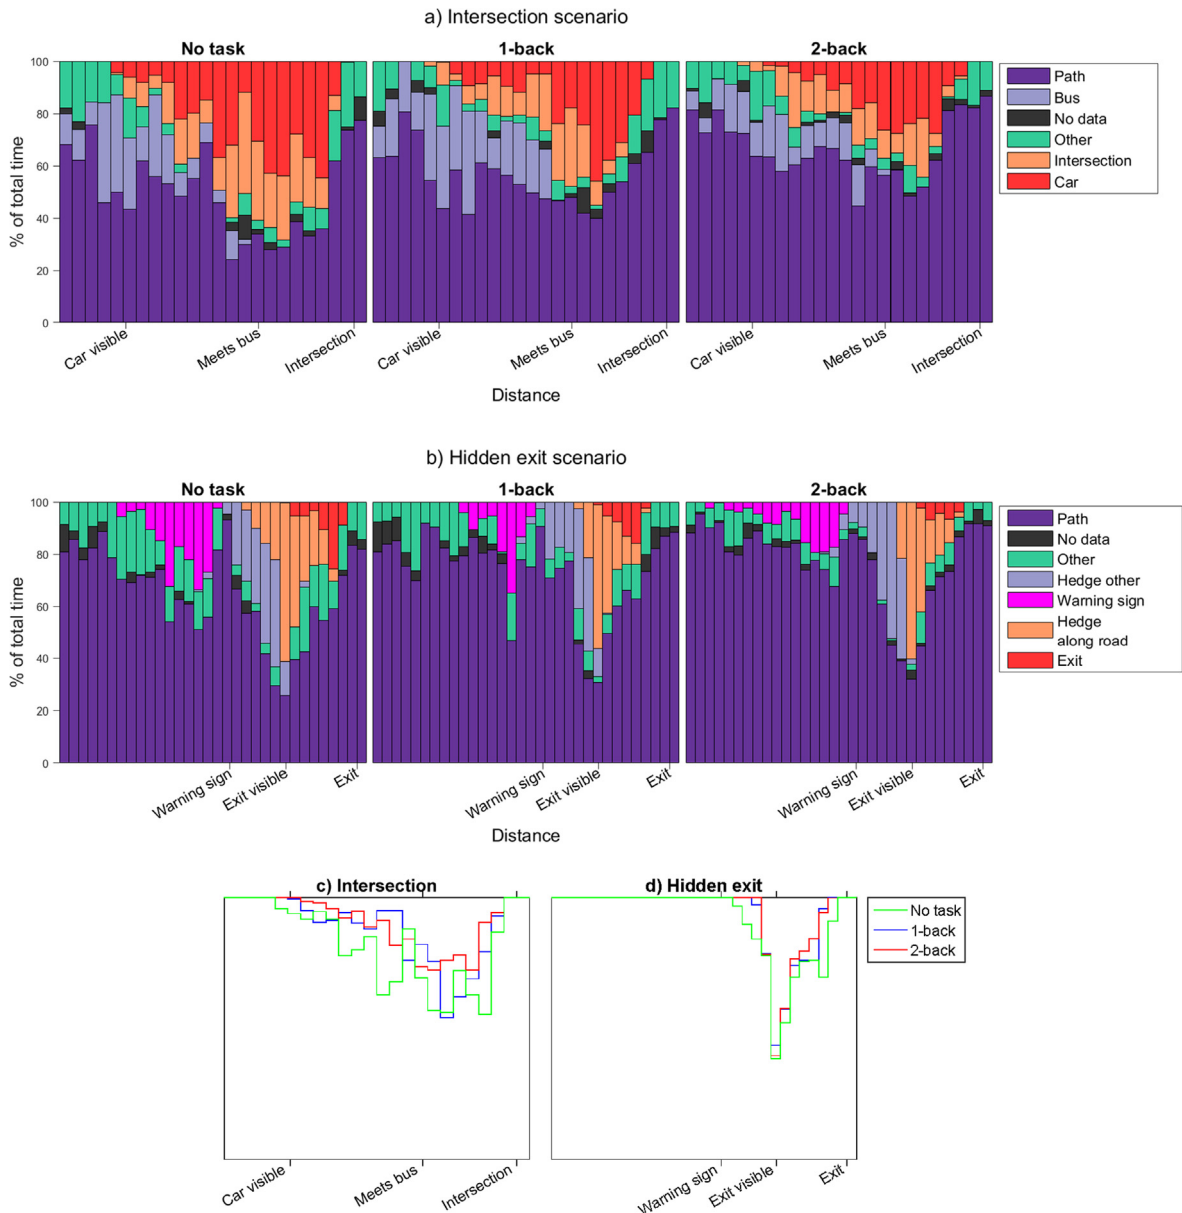 a) Intersection scenario
No task
1-back
2-back
% of total time
100
80
60
40
20
0
Car visible
Meets bus
Intersection
Car visible
Meets bus
Intersection
Car visible
Meets bus
Intersection
Distance
Path
Bus
No data
Other
Intersection
Car
b) Hidden exit scenario
No task
1-back
2-back
% of total time
100
80
60
40
20
0
Warning sign
Exit visible
Exit
Warning sign
Exit visible
Exit
Warning sign
Exit visible
Exit
Distance
Path
No data
Other
Hedge other
Warning sign
Hedge
along road
Exit
c) Intersection
Car visible
Meets bus
Intersection
d) Hidden exit
Warning sign
Exit visible
Exit
No task
1-back
2-back